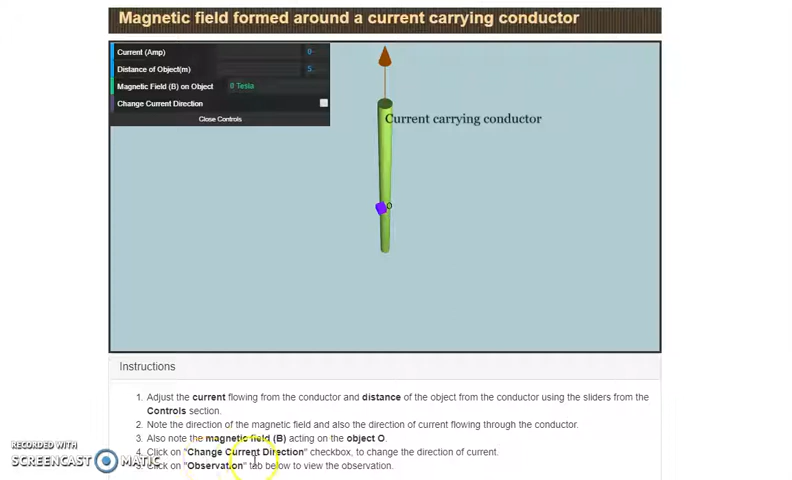 Magnetic field formed around a current carrying conductor
Current (Amp) 0
Distance of Object(m) 5
Magnetic Field (B) on Object 0 Tesla
Change Current Direction
Close Controls
Current carrying conductor
O
Instructions
1. Adjust the current flowing from the conductor and distance of the object from the conductor using the sliders from the
Controls section.
2. Note the direction of the magnetic field and also the direction of current flowing through the conductor.
3. Also note the magnetic field (B) acting on the object O.
4. Click on "Change Current Direction" checkbox, to change the direction of current.
5. Click on "Observation" tab below to view the observation.
RECORDED WITH
SCREENCAST MATIC